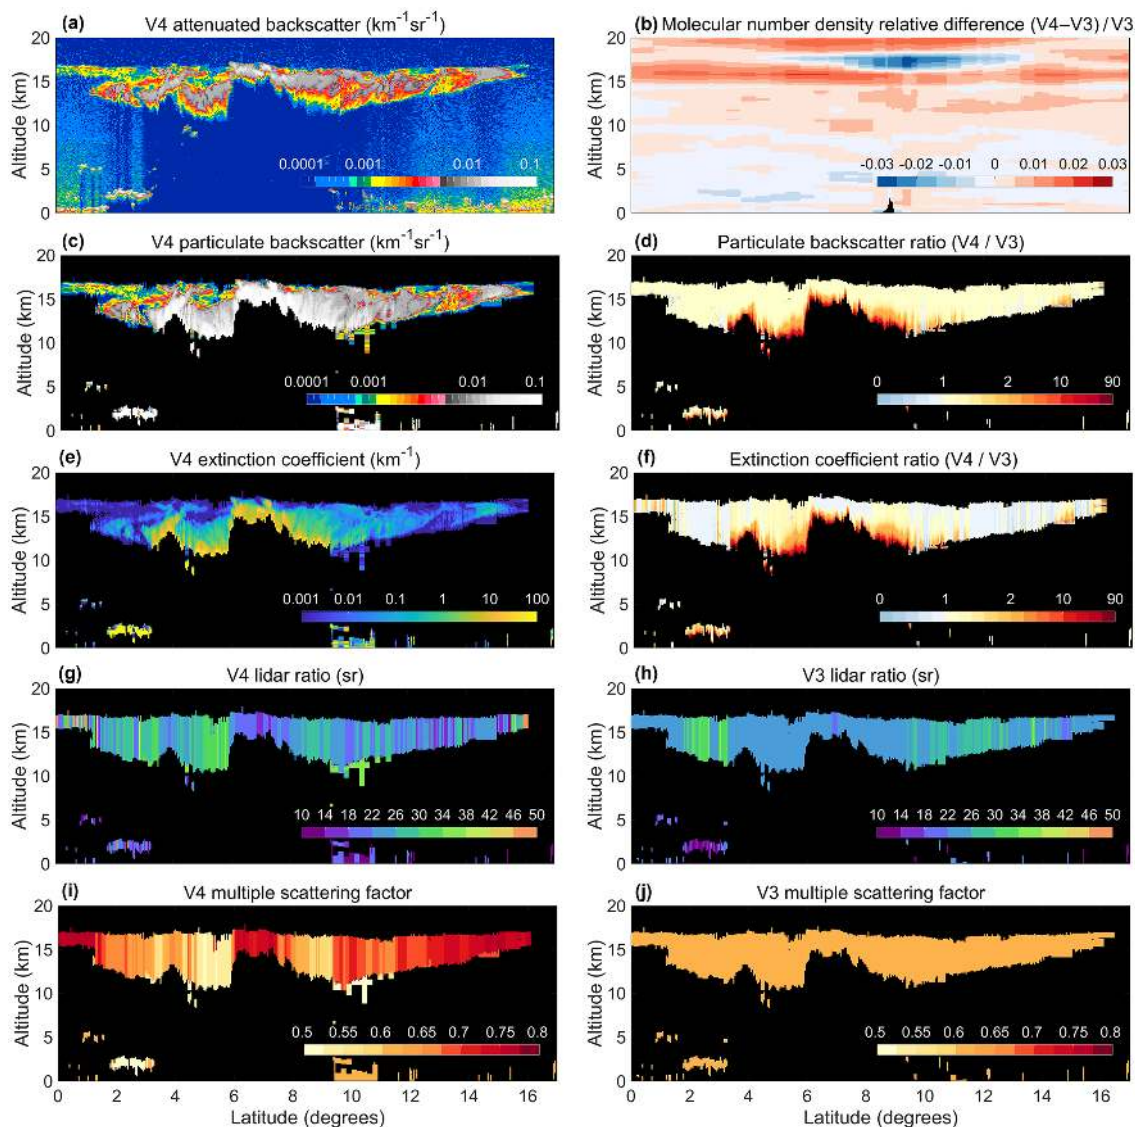 (a) V4 attenuated backscatter (km⁻¹sr⁻¹)
(b) Molecular number density relative difference (V4–V3) / V3
20
15
10
5
0
Altitude (km)
0.0001 0.001 0.01 0.1
20
15
10
5
0
Altitude (km)
-0.03 -0.02 -0.01 0 0.01 0.02 0.03
(c) V4 particulate backscatter (km⁻¹sr⁻¹)
(d) Particulate backscatter ratio (V4 / V3)
20
15
10
5
0
Altitude (km)
0.0001 0.001 0.01 0.1
20
15
10
5
0
Altitude (km)
0 1 2 10 90
(e) V4 extinction coefficient (km⁻¹)
(f) Extinction coefficient ratio (V4 / V3)
20
15
10
5
0
Altitude (km)
0.001 0.01 0.1 1 10 100
20
15
10
5
0
Altitude (km)
0 1 2 10 90
(g) V4 lidar ratio (sr)
(h) V3 lidar ratio (sr)
20
15
10
5
0
Altitude (km)
10 14 18 22 26 30 34 38 42 46 50
20
15
10
5
0
Altitude (km)
10 14 18 22 26 30 34 38 42 46 50
(i) V4 multiple scattering factor
(j) V3 multiple scattering factor
20
15
10
5
0
Altitude (km)
0.5 0.55 0.6 0.65 0.7 0.75 0.8
20
15
10
5
0
Altitude (km)
0.5 0.55 0.6 0.65 0.7 0.75 0.8
0 2 4 6 8 10 12 14 16
Latitude (degrees)
0 2 4 6 8 10 12 14 16
Latitude (degrees)